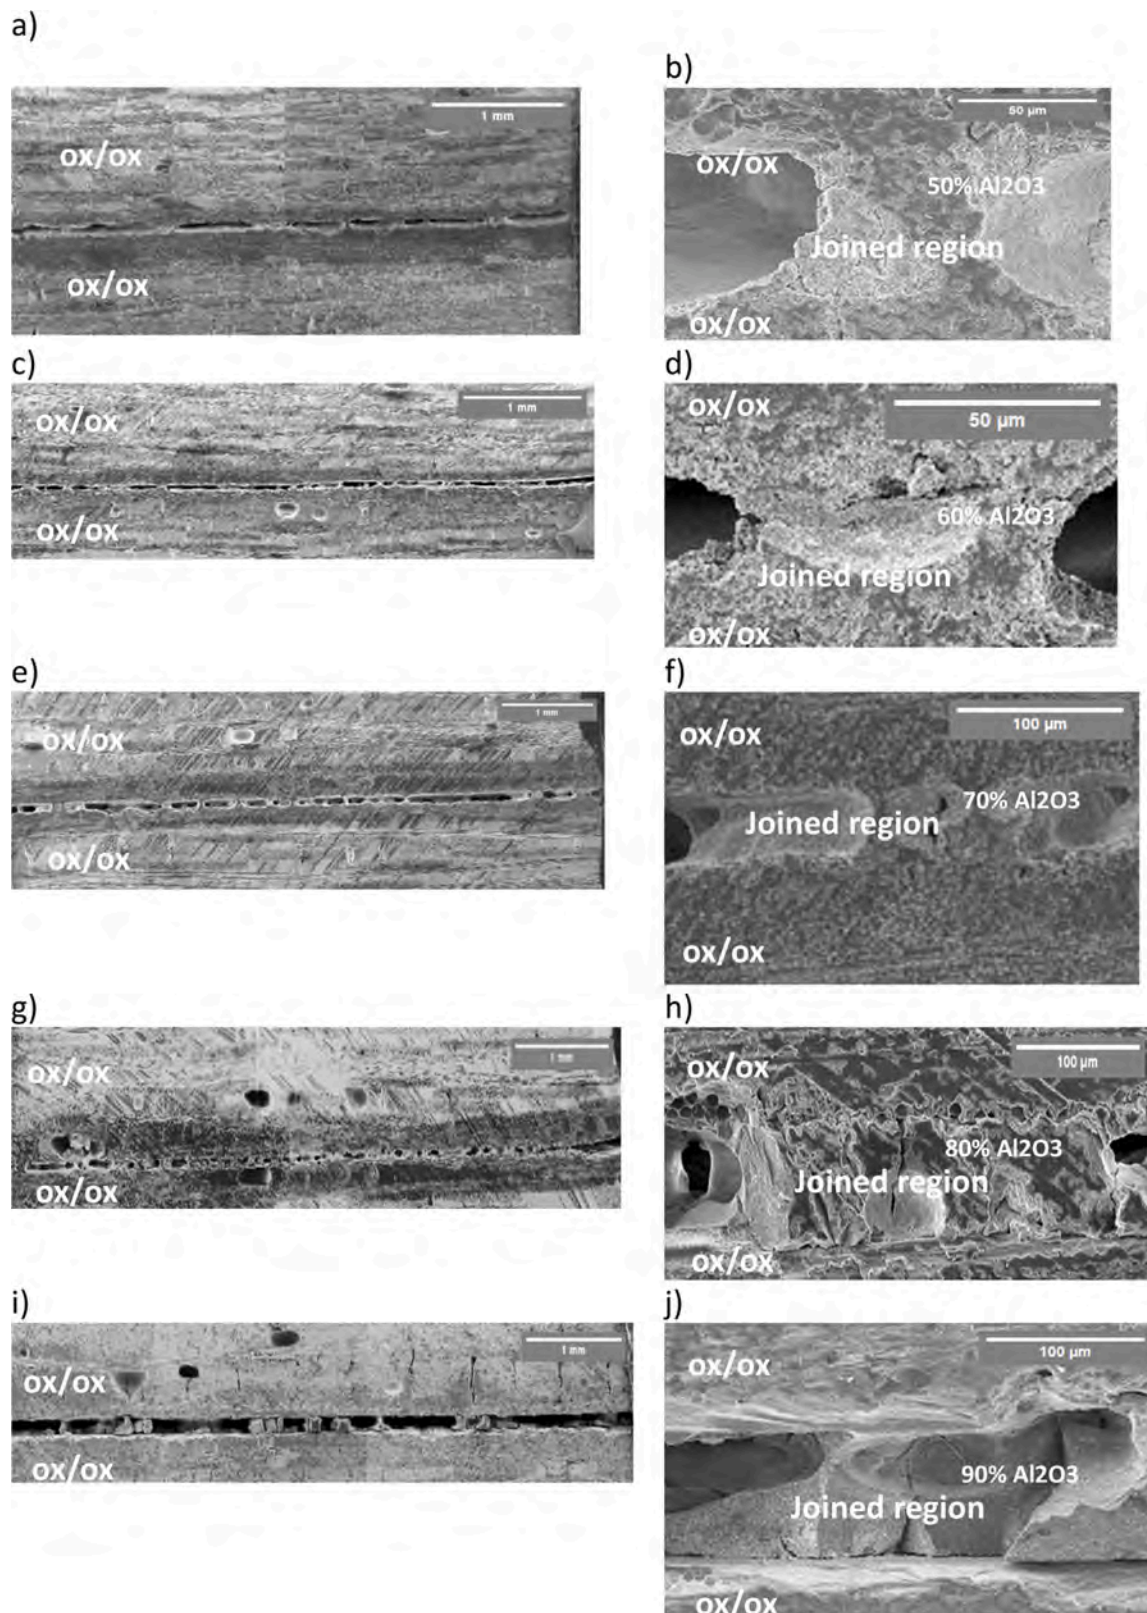 a)
1 mm
ox/ox
ox/ox
b)
50 µm
ox/ox
50% Al2O3
Joined region
ox/ox
c)
1 mm
ox/ox
ox/ox
d)
ox/ox
50 µm
60% Al2O3
Joined region
ox/ox
e)
1 mm
ox/ox
ox/ox
f)
100 µm
ox/ox
70% Al2O3
Joined region
ox/ox
g)
1 mm
ox/ox
ox/ox
h)
ox/ox
100 µm
80% Al2O3
Joined region
ox/ox
i)
1 mm
ox/ox
ox/ox
j)
100 µm
ox/ox
90% Al2O3
Joined region
ox/ox